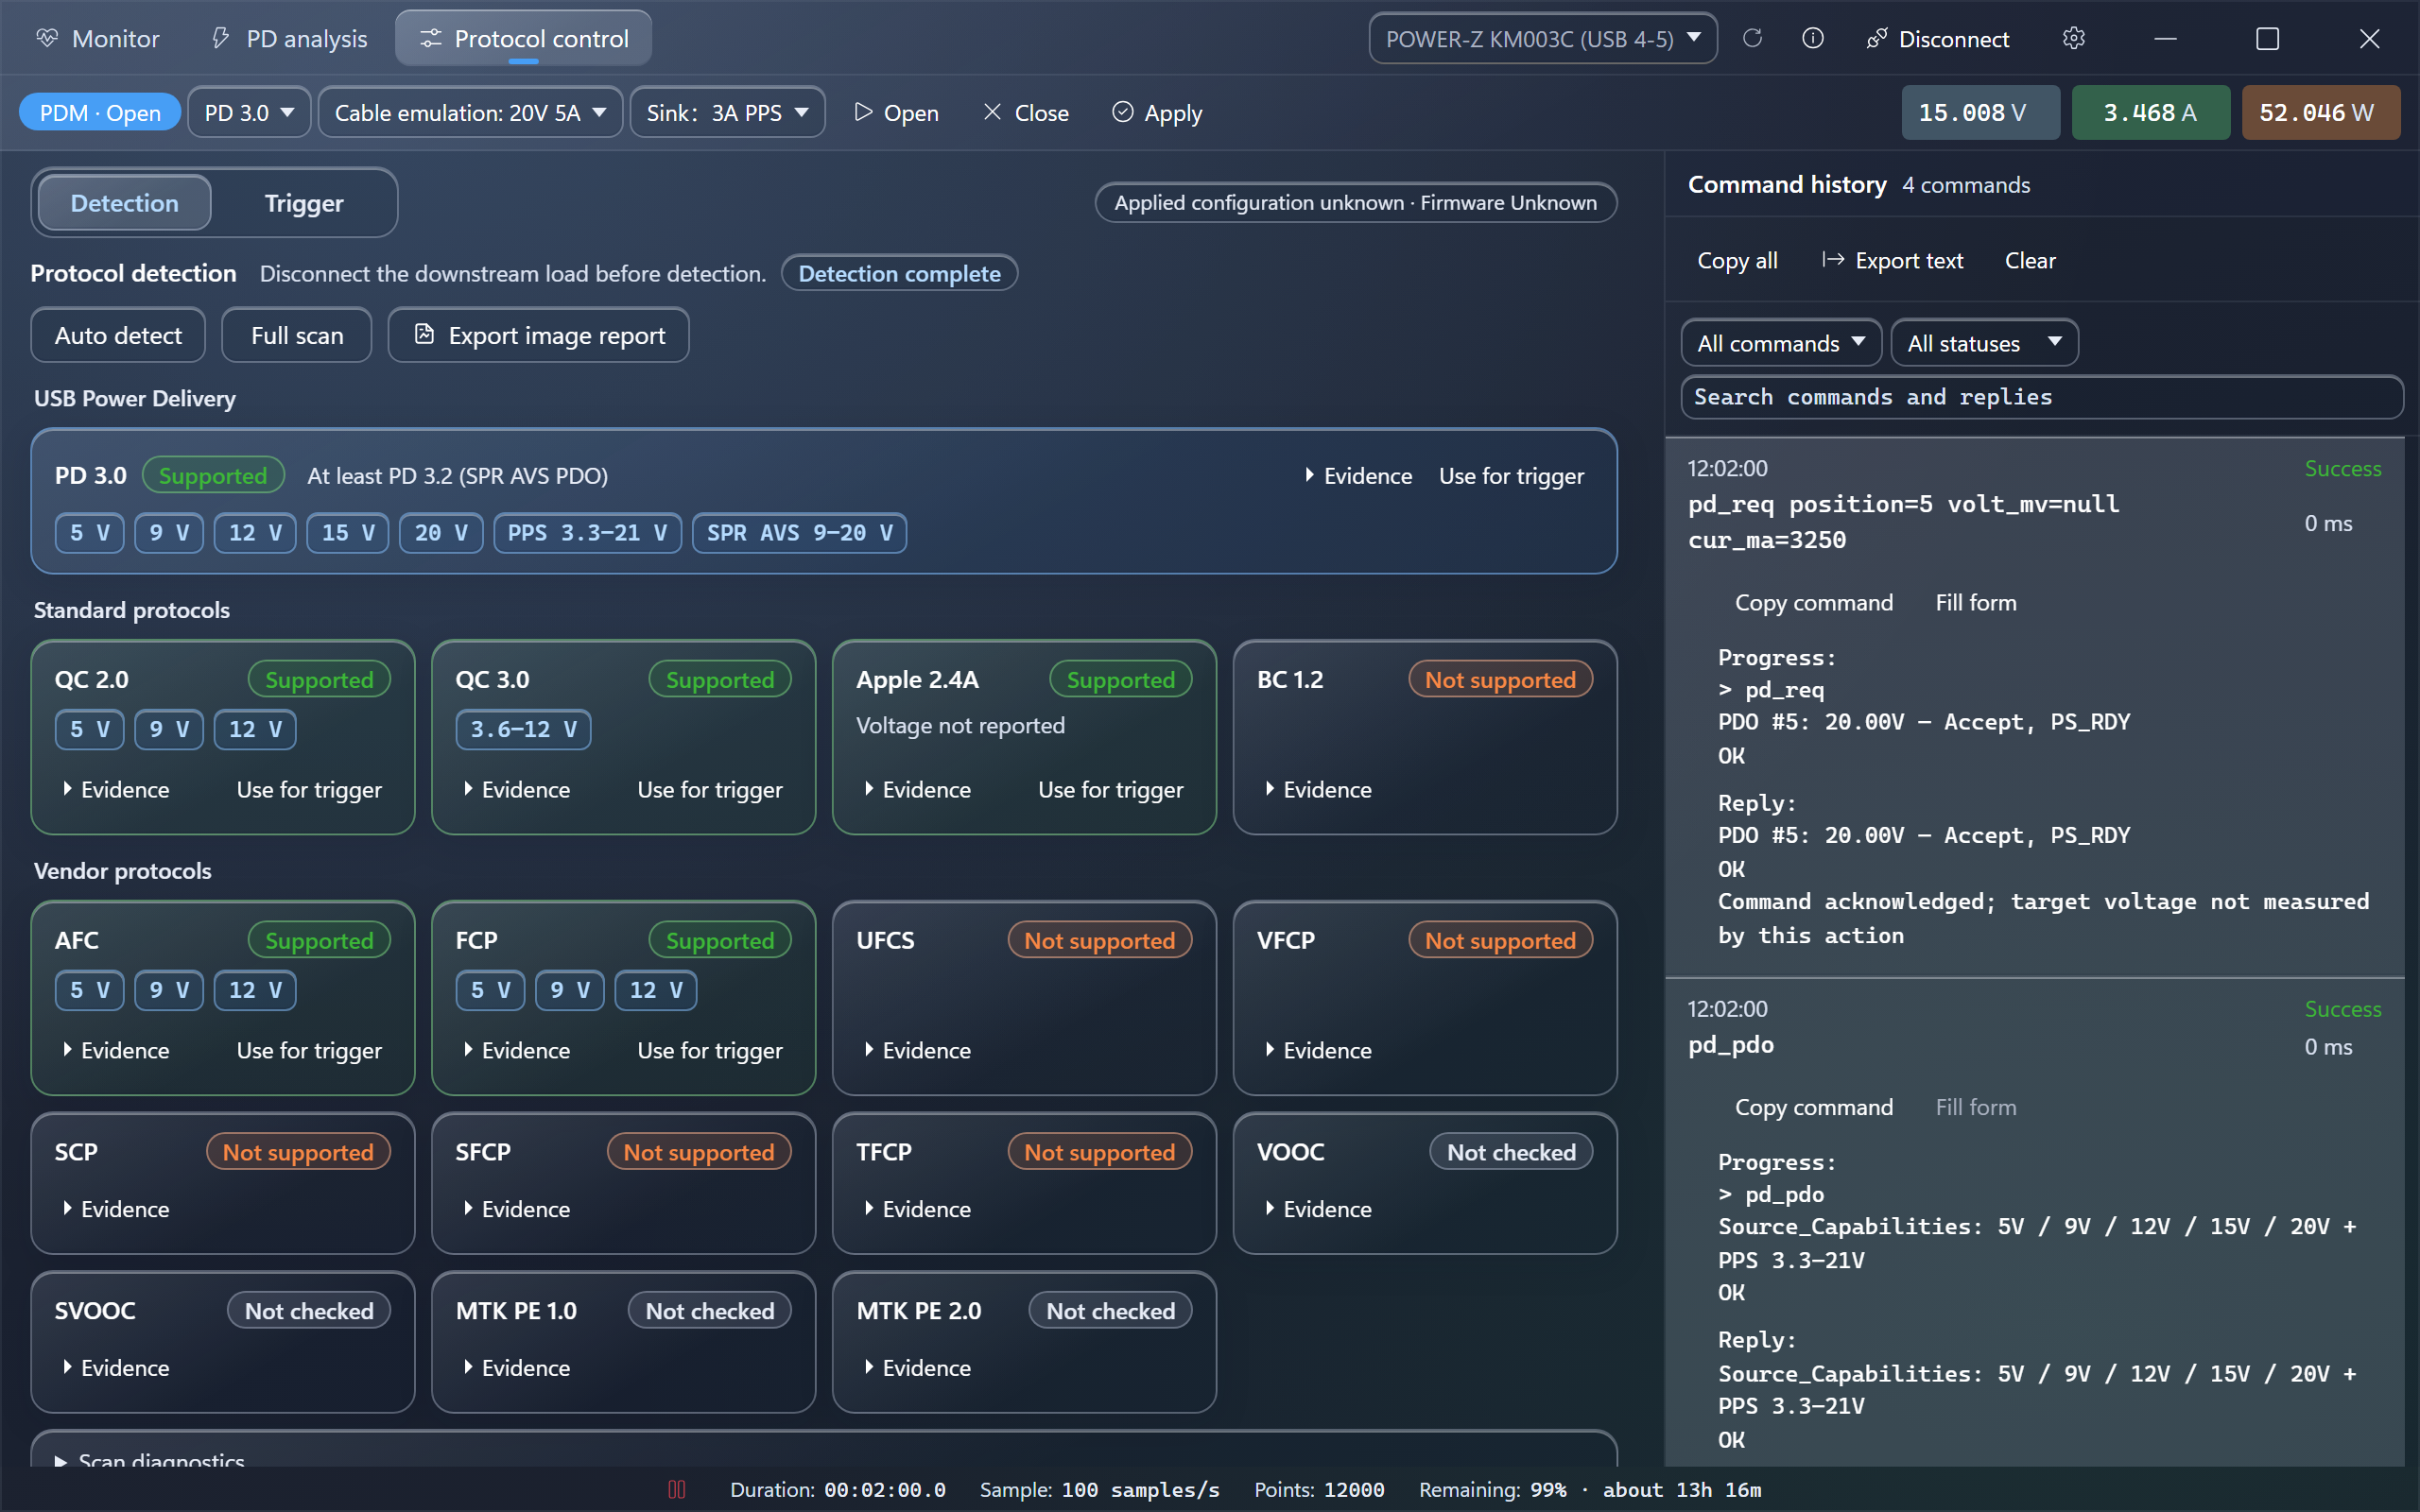 Monitor
PD analysis
Protocol control
POWER-Z KM003C (USB 4-5)
Disconnect
PDM · Open
PD 3.0
Cable emulation: 20V 5A
Sink: 3A PPS
Open
Close
Apply
15.008 V
3.468 A
52.046 W
Detection
Trigger
Applied configuration unknown · Firmware Unknown
Protocol detection
Disconnect the downstream load before detection.
Detection complete
Auto detect
Full scan
Export image report
USB Power Delivery
PD 3.0
Supported
At least PD 3.2 (SPR AVS PDO)
Evidence
Use for trigger
5 V
9 V
12 V
15 V
20 V
PPS 3.3–21 V
SPR AVS 9–20 V
Standard protocols
QC 2.0
Supported
5 V
9 V
12 V
Evidence
Use for trigger
QC 3.0
Supported
3.6–12 V
Evidence
Use for trigger
Apple 2.4A
Supported
Voltage not reported
Evidence
Use for trigger
BC 1.2
Not supported
Evidence
Vendor protocols
AFC
Supported
5 V
9 V
12 V
Evidence
Use for trigger
FCP
Supported
5 V
9 V
12 V
Evidence
Use for trigger
UFCS
Not supported
Evidence
VFCP
Not supported
Evidence
SCP
Not supported
Evidence
SFCP
Not supported
Evidence
TFCP
Not supported
Evidence
VOOC
Not checked
Evidence
SVOOC
Not checked
Evidence
MTK PE 1.0
Not checked
Evidence
MTK PE 2.0
Not checked
Evidence
Scan diagnostics
Command history
4 commands
Copy all
Export text
Clear
All commands
All statuses
Search commands and replies
12:02:00
Success
pd_req position=5 volt_mv=null
cur_ma=3250
0 ms
Copy command
Fill form
Progress:
> pd_req
PDO #5: 20.00V — Accept, PS_RDY
OK
Reply:
PDO #5: 20.00V — Accept, PS_RDY
OK
Command acknowledged; target voltage not measured
by this action
12:02:00
Success
pd_pdo
0 ms
Copy command
Fill form
Progress:
> pd_pdo
Source_Capabilities: 5V / 9V / 12V / 15V / 20V +
PPS 3.3–21V
OK
Reply:
Source_Capabilities: 5V / 9V / 12V / 15V / 20V +
PPS 3.3–21V
OK
Duration: 00:02:00.0
Sample: 100 samples/s
Points: 12000
Remaining: 99% · about 13h 16m